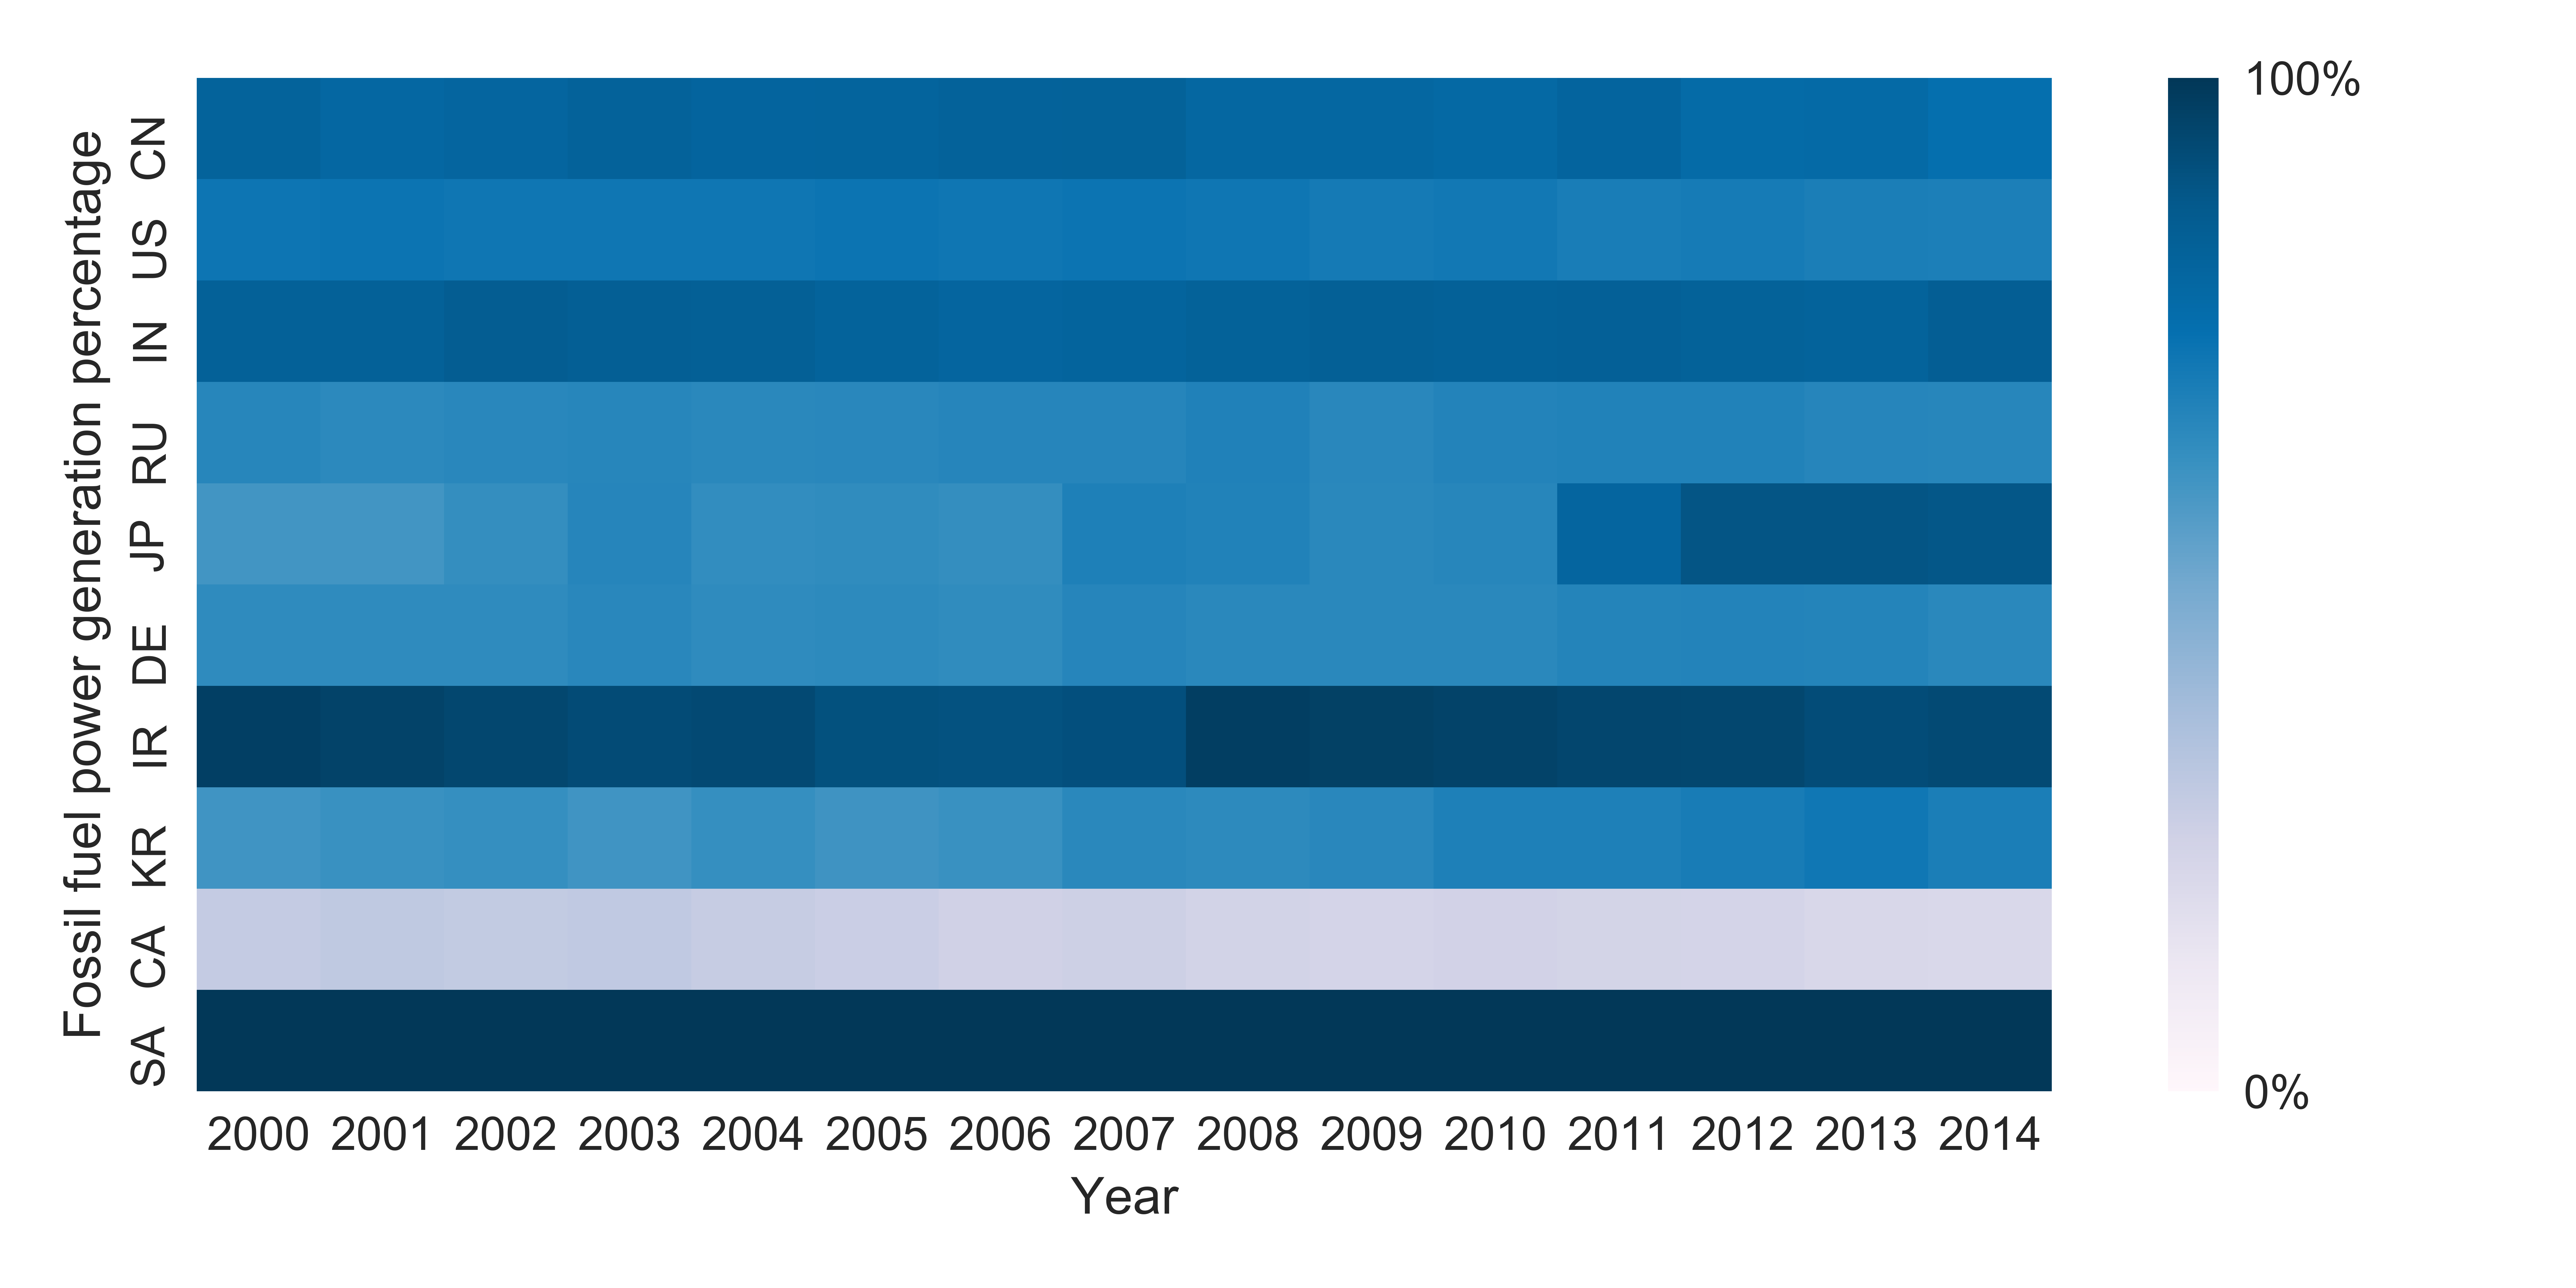 Fossil fuel power generation percentage
CN
US
IN
RU
JP
DE
IR
KR
CA
SA
2000 2001 2002 2003 2004 2005 2006 2007 2008 2009 2010 2011 2012 2013 2014
Year
100%
0%